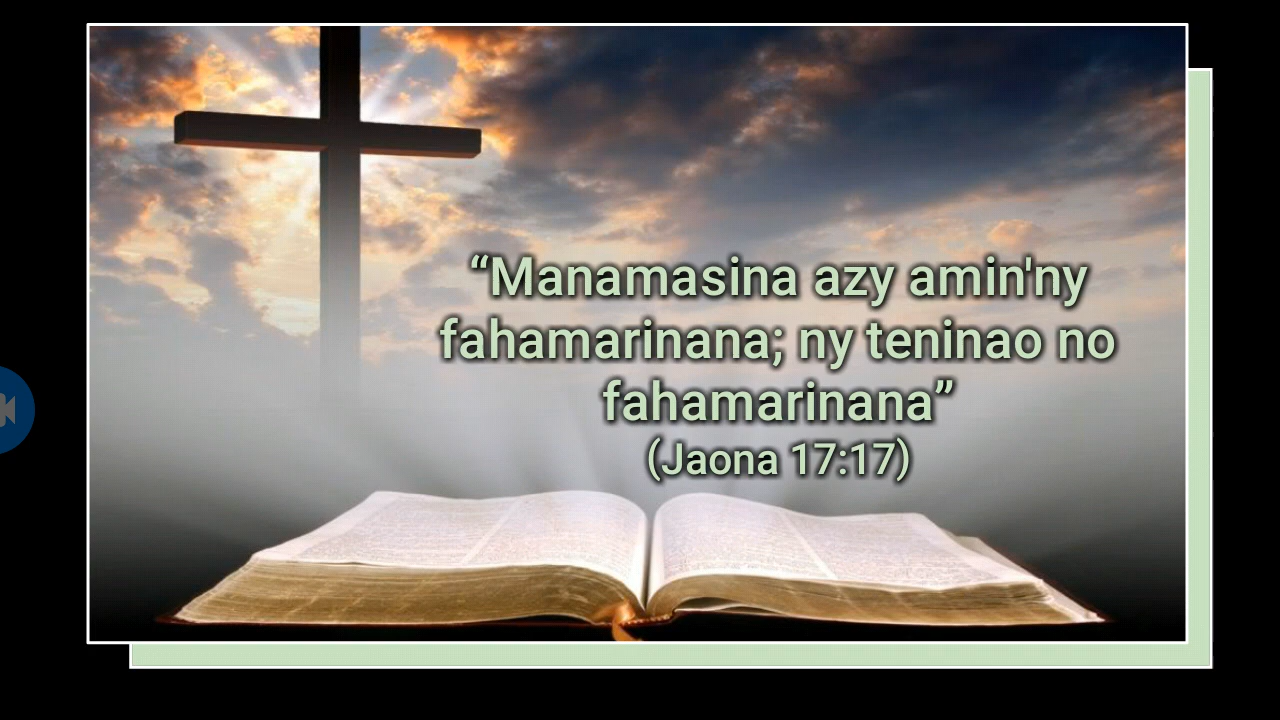 “Manamasina azy amin'ny
fahamarinana; ny teninao no
fahamarinana”
(Jaona 17:17)